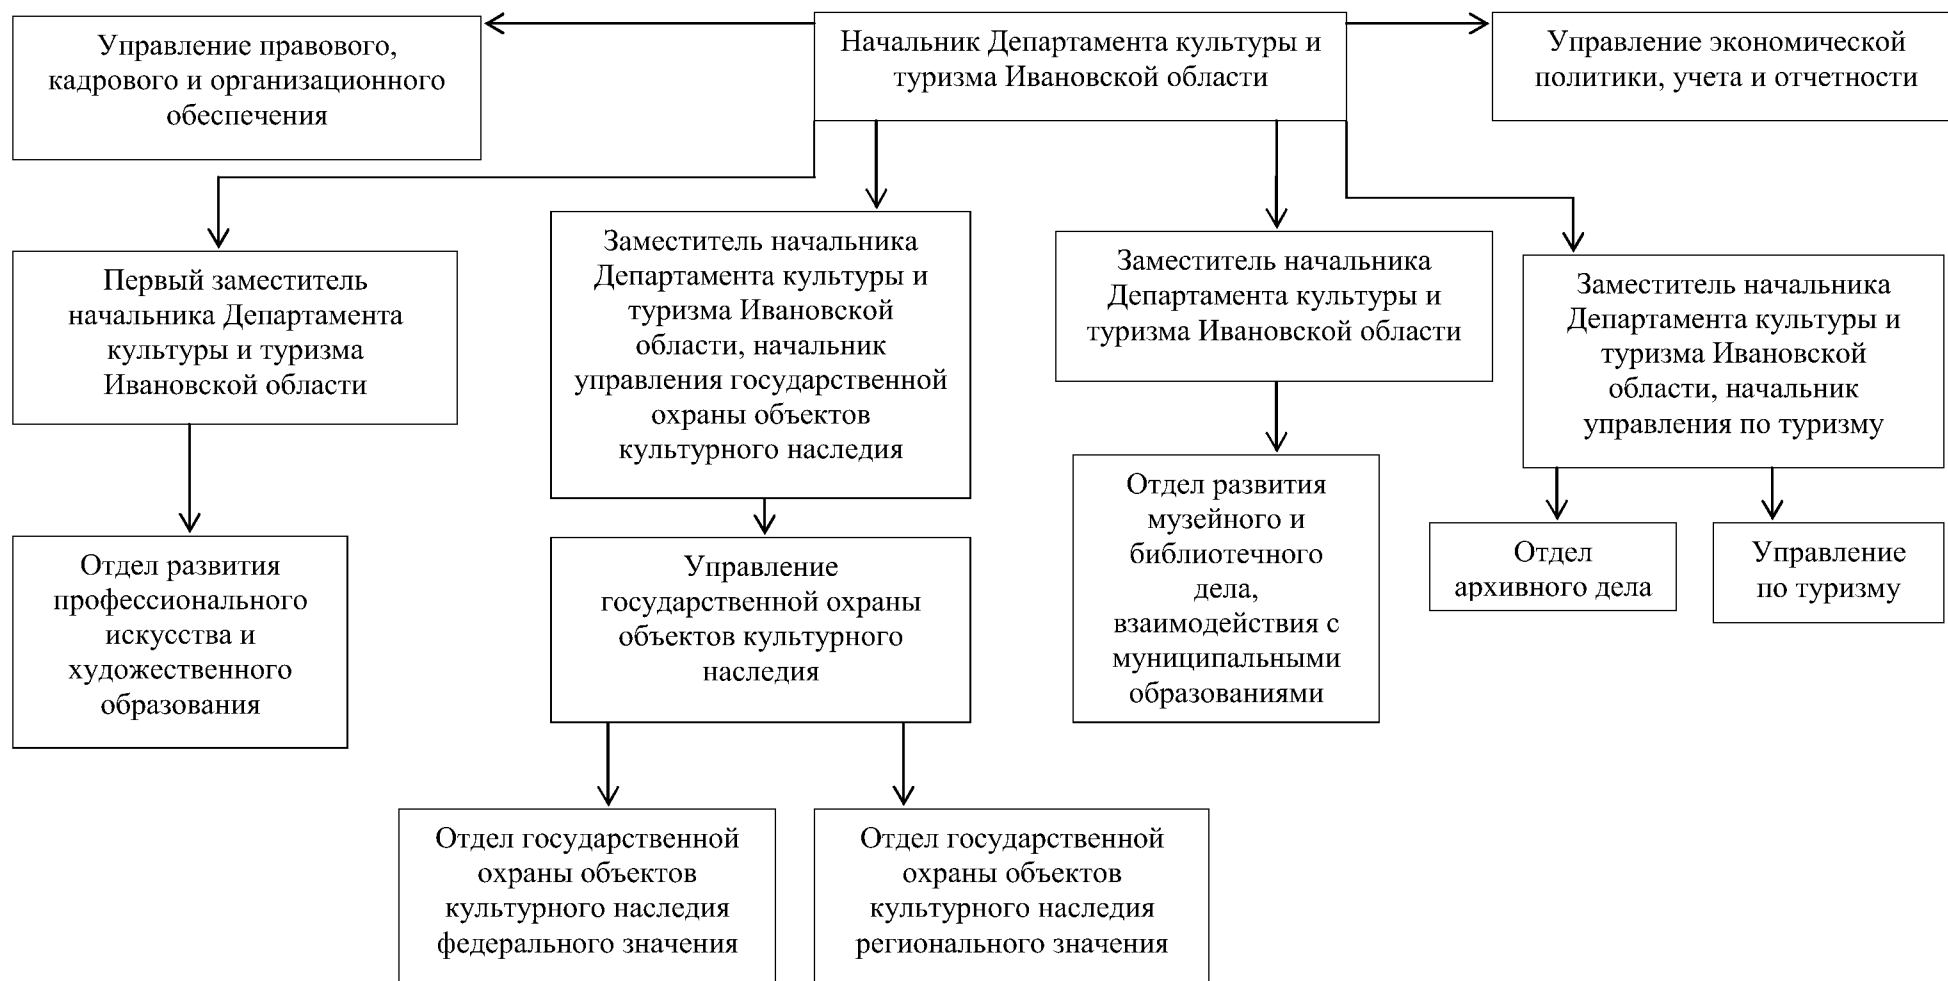 Управление правового,
кадрового и организационного
обеспечения
Начальник Департамента культуры и
туризма Ивановской области
Управление экономической
политики, учета и отчетности
Первый заместитель
начальника Департамента
культуры и туризма
Ивановской области
Заместитель начальника
Департамента культуры и
туризма Ивановской
области, начальник
управления государственной
охраны объектов
культурного наследия
Заместитель начальника
Департамента культуры и
туризма Ивановской области
Заместитель начальника
Департамента культуры и
туризма Ивановской
области, начальник
управления по туризму
Отдел развития
профессионального
искусства и
художественного
образования
Управление
государственной охраны
объектов культурного
наследия
Отдел развития
музейного и
библиотечного
дела,
взаимодействия с
муниципальными
образованиями
Отдел
архивного дела
Управление
по туризму
Отдел государственной
охраны объектов
культурного наследия
федерального значения
Отдел государственной
охраны объектов
культурного наследия
регионального значения